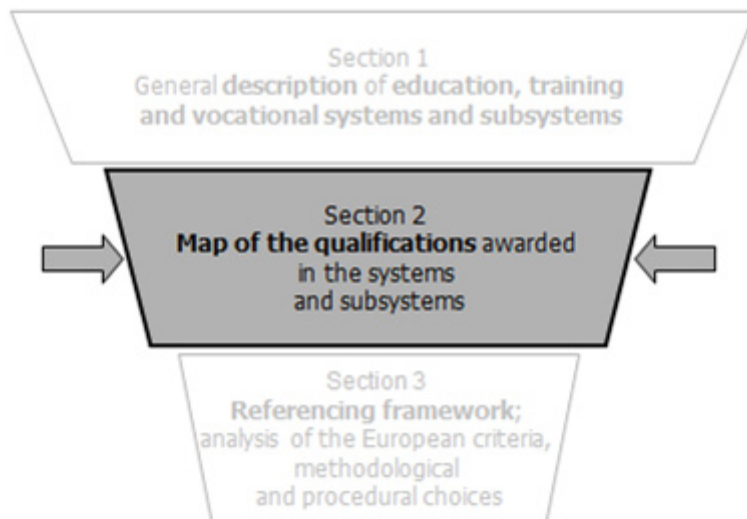 Section 1
General description of education, training
and vocational systems and subsystems
Section 2
Map of the qualifications awarded
in the systems
and subsystems
Section 3
Referencing framework;
analysis of the European criteria,
methodological
and procedural choices